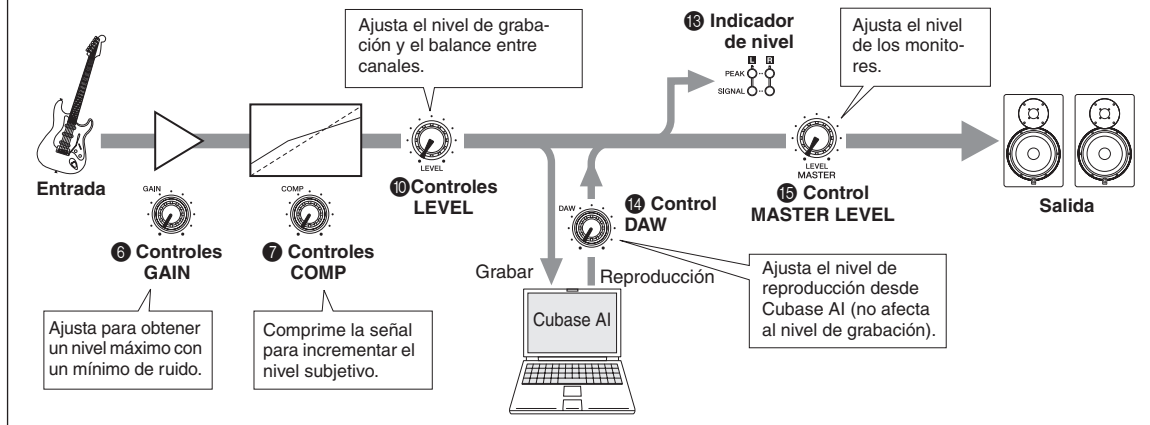 Ajusta el nivel de graba-
ción y el balance entre
canales.
⓭ Indicador
de nivel
L R
PEAK
SIGNAL
Ajusta el nivel
de los monito-
res.
Entrada
GAIN
❻ Controles
GAIN
Ajusta para obtener
un nivel máximo con
un mínimo de ruido.
COMP
❼ Controles
COMP
Comprime la señal
para incrementar el
nivel subjetivo.
LEVEL
❿Controles
LEVEL
Grabar
Cubase AI
Reproducción
DAW
⓮ Control
DAW
Ajusta el nivel de
reproducción desde
Cubase AI (no afecta
al nivel de grabación).
LEVEL
MASTER
⓯ Control
MASTER LEVEL
Salida